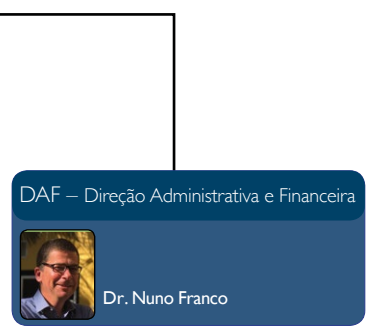 DAF – Direção Administrativa e Financeira
Dr. Nuno Franco